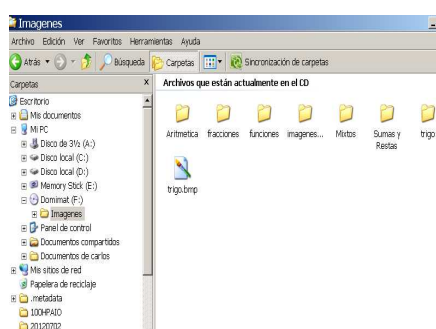 Imagenes
Archivo Edición Ver Favoritos Herramientas Ayuda
Atrás Búsqueda Carpetas Sincronización de carpetas
Carpetas X
Archivos que están actualmente en el CD
Escritorio
Mis documentos
Mi PC
Disco de 3½ (A:)
Disco local (C:)
Disco local (D:)
Memory Stick (E:)
Domimat (F:)
Imagenes
Panel de control
Documentos compartidos
Documentos de carlos
Mis sitios de red
Papelera de reciclaje
.metadata
100HPAIO
20120702
Aritmetica fracciones funciones imagenes... Mixtos Sumas y Restas trigo
trigo.bmp